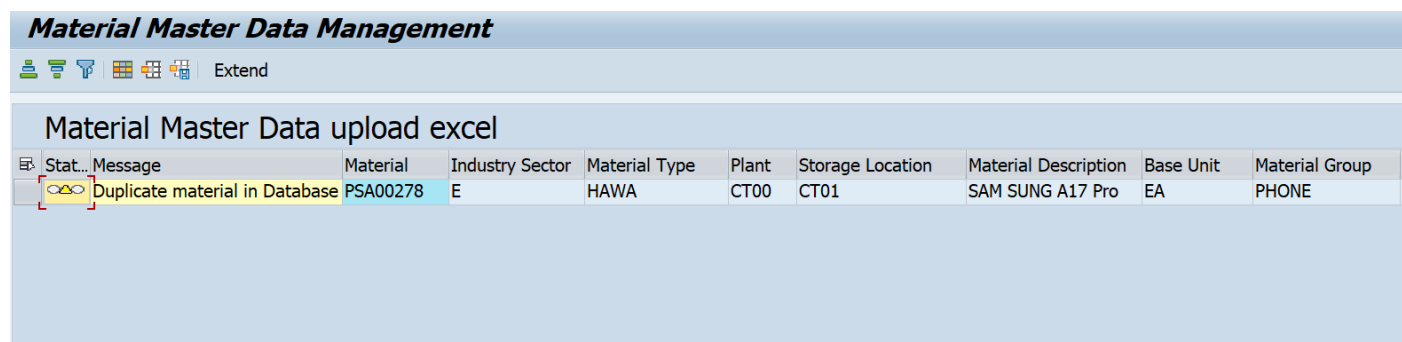 Material Master Data Management
Extend
Material Master Data upload excel
Stat... Message Material Industry Sector Material Type Plant Storage Location Material Description Base Unit Material Group
Duplicate material in Database PSA00278 E HAWA CT00 CT01 SAM SUNG A17 Pro EA PHONE